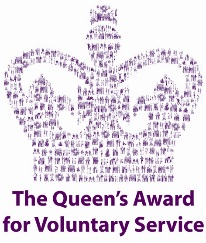 The Queen's Award
for Voluntary Service